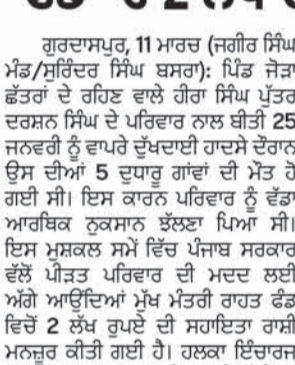 ਗੁਰਦਾਸਪੁਰ, 11 ਮਾਰਚ (ਜਗੀਰ ਸਿੰਘ
ਮੰਡ/ਸੁਰਿੰਦਰ ਸਿੰਘ ਬਸਰਾ): ਪਿੰਡ ਜੋੜਾ
ਛੱਤਰਾਂ ਦੇ ਰਹਿਣ ਵਾਲੇ ਹੀਰਾ ਸਿੰਘ ਪੁੱਤਰ
ਦਰਸ਼ਨ ਸਿੰਘ ਦੇ ਪਰਿਵਾਰ ਨਾਲ ਬੀਤੀ 25
ਜਨਵਰੀ ਨੂੰ ਵਾਪਰੇ ਦੁੱਖਦਾਈ ਹਾਦਸੇ ਦੌਰਾਨ
ਉਸ ਦੀਆਂ 5 ਦੁਧਾਰੂ ਗਾਂਵਾਂ ਦੀ ਮੌਤ ਹੋ
ਗਈ ਸੀ। ਇਸ ਕਾਰਨ ਪਰਿਵਾਰ ਨੂੰ ਵੱਡਾ
ਆਰਥਿਕ ਨੁਕਸਾਨ ਝੱਲਣਾ ਪਿਆ ਸੀ।
ਇਸ ਮੁਸ਼ਕਲ ਸਮੇਂ ਵਿੱਚ ਪੰਜਾਬ ਸਰਕਾਰ
ਵੱਲੋਂ ਪੀੜਤ ਪਰਿਵਾਰ ਦੀ ਮਦਦ ਲਈ
ਅੱਗੇ ਆਉਂਦਿਆਂ ਮੁੱਖ ਮੰਤਰੀ ਰਾਹਤ ਫੰਡ
ਵਿਚੋਂ 2 ਲੱਖ ਰੁਪਏ ਦੀ ਸਹਾਇਤਾ ਰਾਸ਼ੀ
ਮਨਜ਼ੂਰ ਕੀਤੀ ਗਈ ਹੈ। ਹਲਕਾ ਇੰਚਾਰਜ